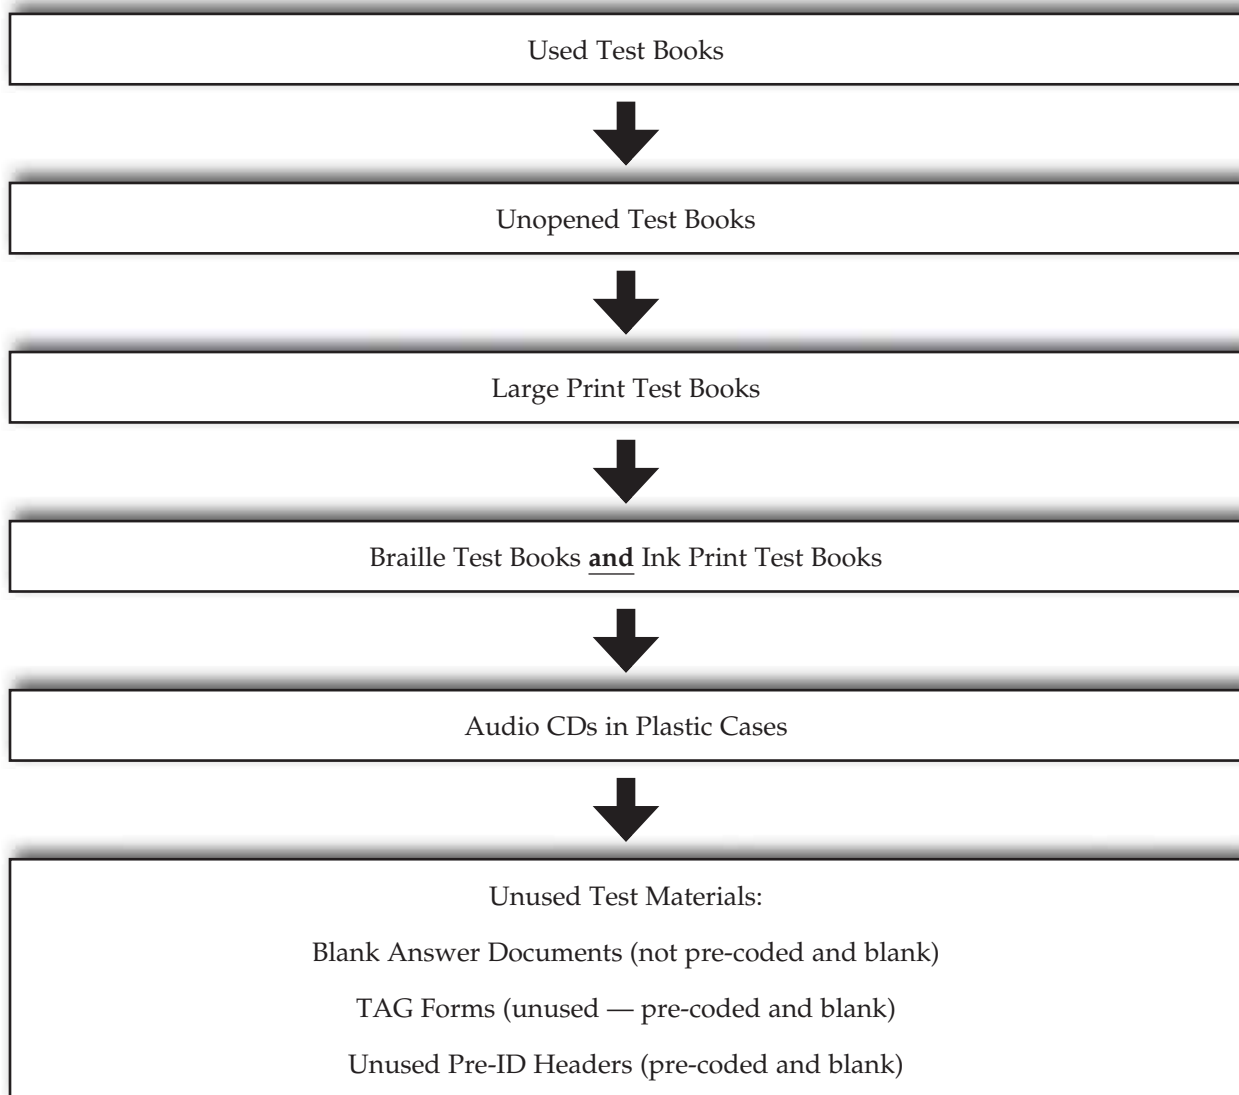 Used Test Books
Unopened Test Books
Large Print Test Books
Braille Test Books and Ink Print Test Books
Audio CDs in Plastic Cases
Unused Test Materials:
Blank Answer Documents (not pre-coded and blank)
TAG Forms (unused — pre-coded and blank)
Unused Pre-ID Headers (pre-coded and blank)